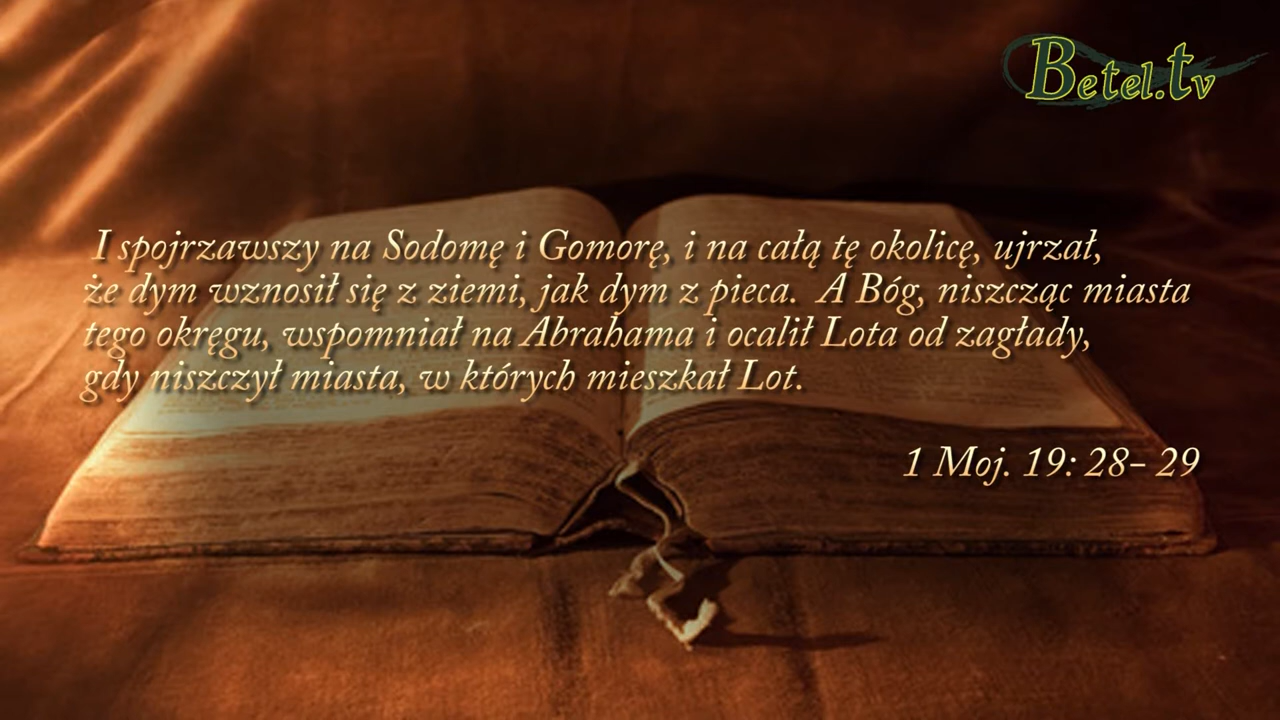 Betel.tv
I spojrzawszy na Sodomę i Gomorę, i na całą tę okolicę, ujrzał,
że dym wznosił się z ziemi, jak dym z pieca. A Bóg, niszcząc miasta
tego okręgu, wspomniał na Abrahama i ocalił Lota od zagłady,
gdy niszczył miasta, w których mieszkał Lot.
1 Moj. 19: 28- 29